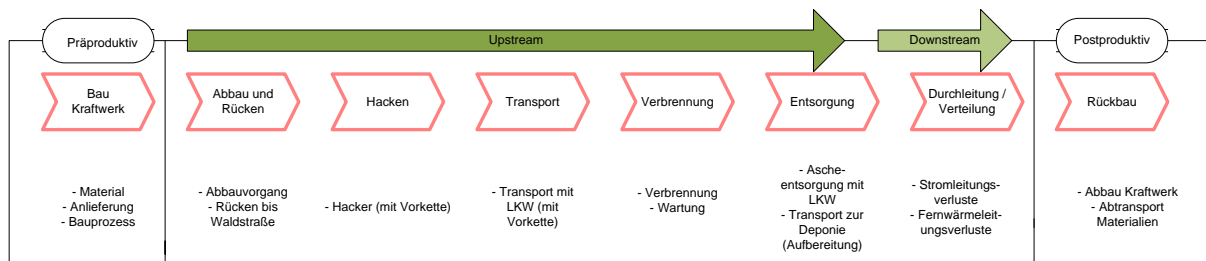 Präproduktiv
Upstream
Downstream
Postproduktiv
Bau
Kraftwerk
Abbau und
Rücken
Hacken
Transport
Verbrennung
Entsorgung
Durchleitung /
Verteilung
Rückbau
- Material
- Anlieferung
- Bauprozess
- Abbauvorgang
- Rücken bis
Waldstraße
- Hacker (mit Vorkette)
- Transport mit
LKW (mit
Vorkette)
- Verbrennung
- Wartung
- Asche-
entsorgung mit
LKW
- Transport zur
Deponie
(Aufbereitung)
- Stromleitungs-
verluste
- Fernwärmeleit-
ungsverluste
- Abbau Kraftwerk
- Abtransport
Materialien